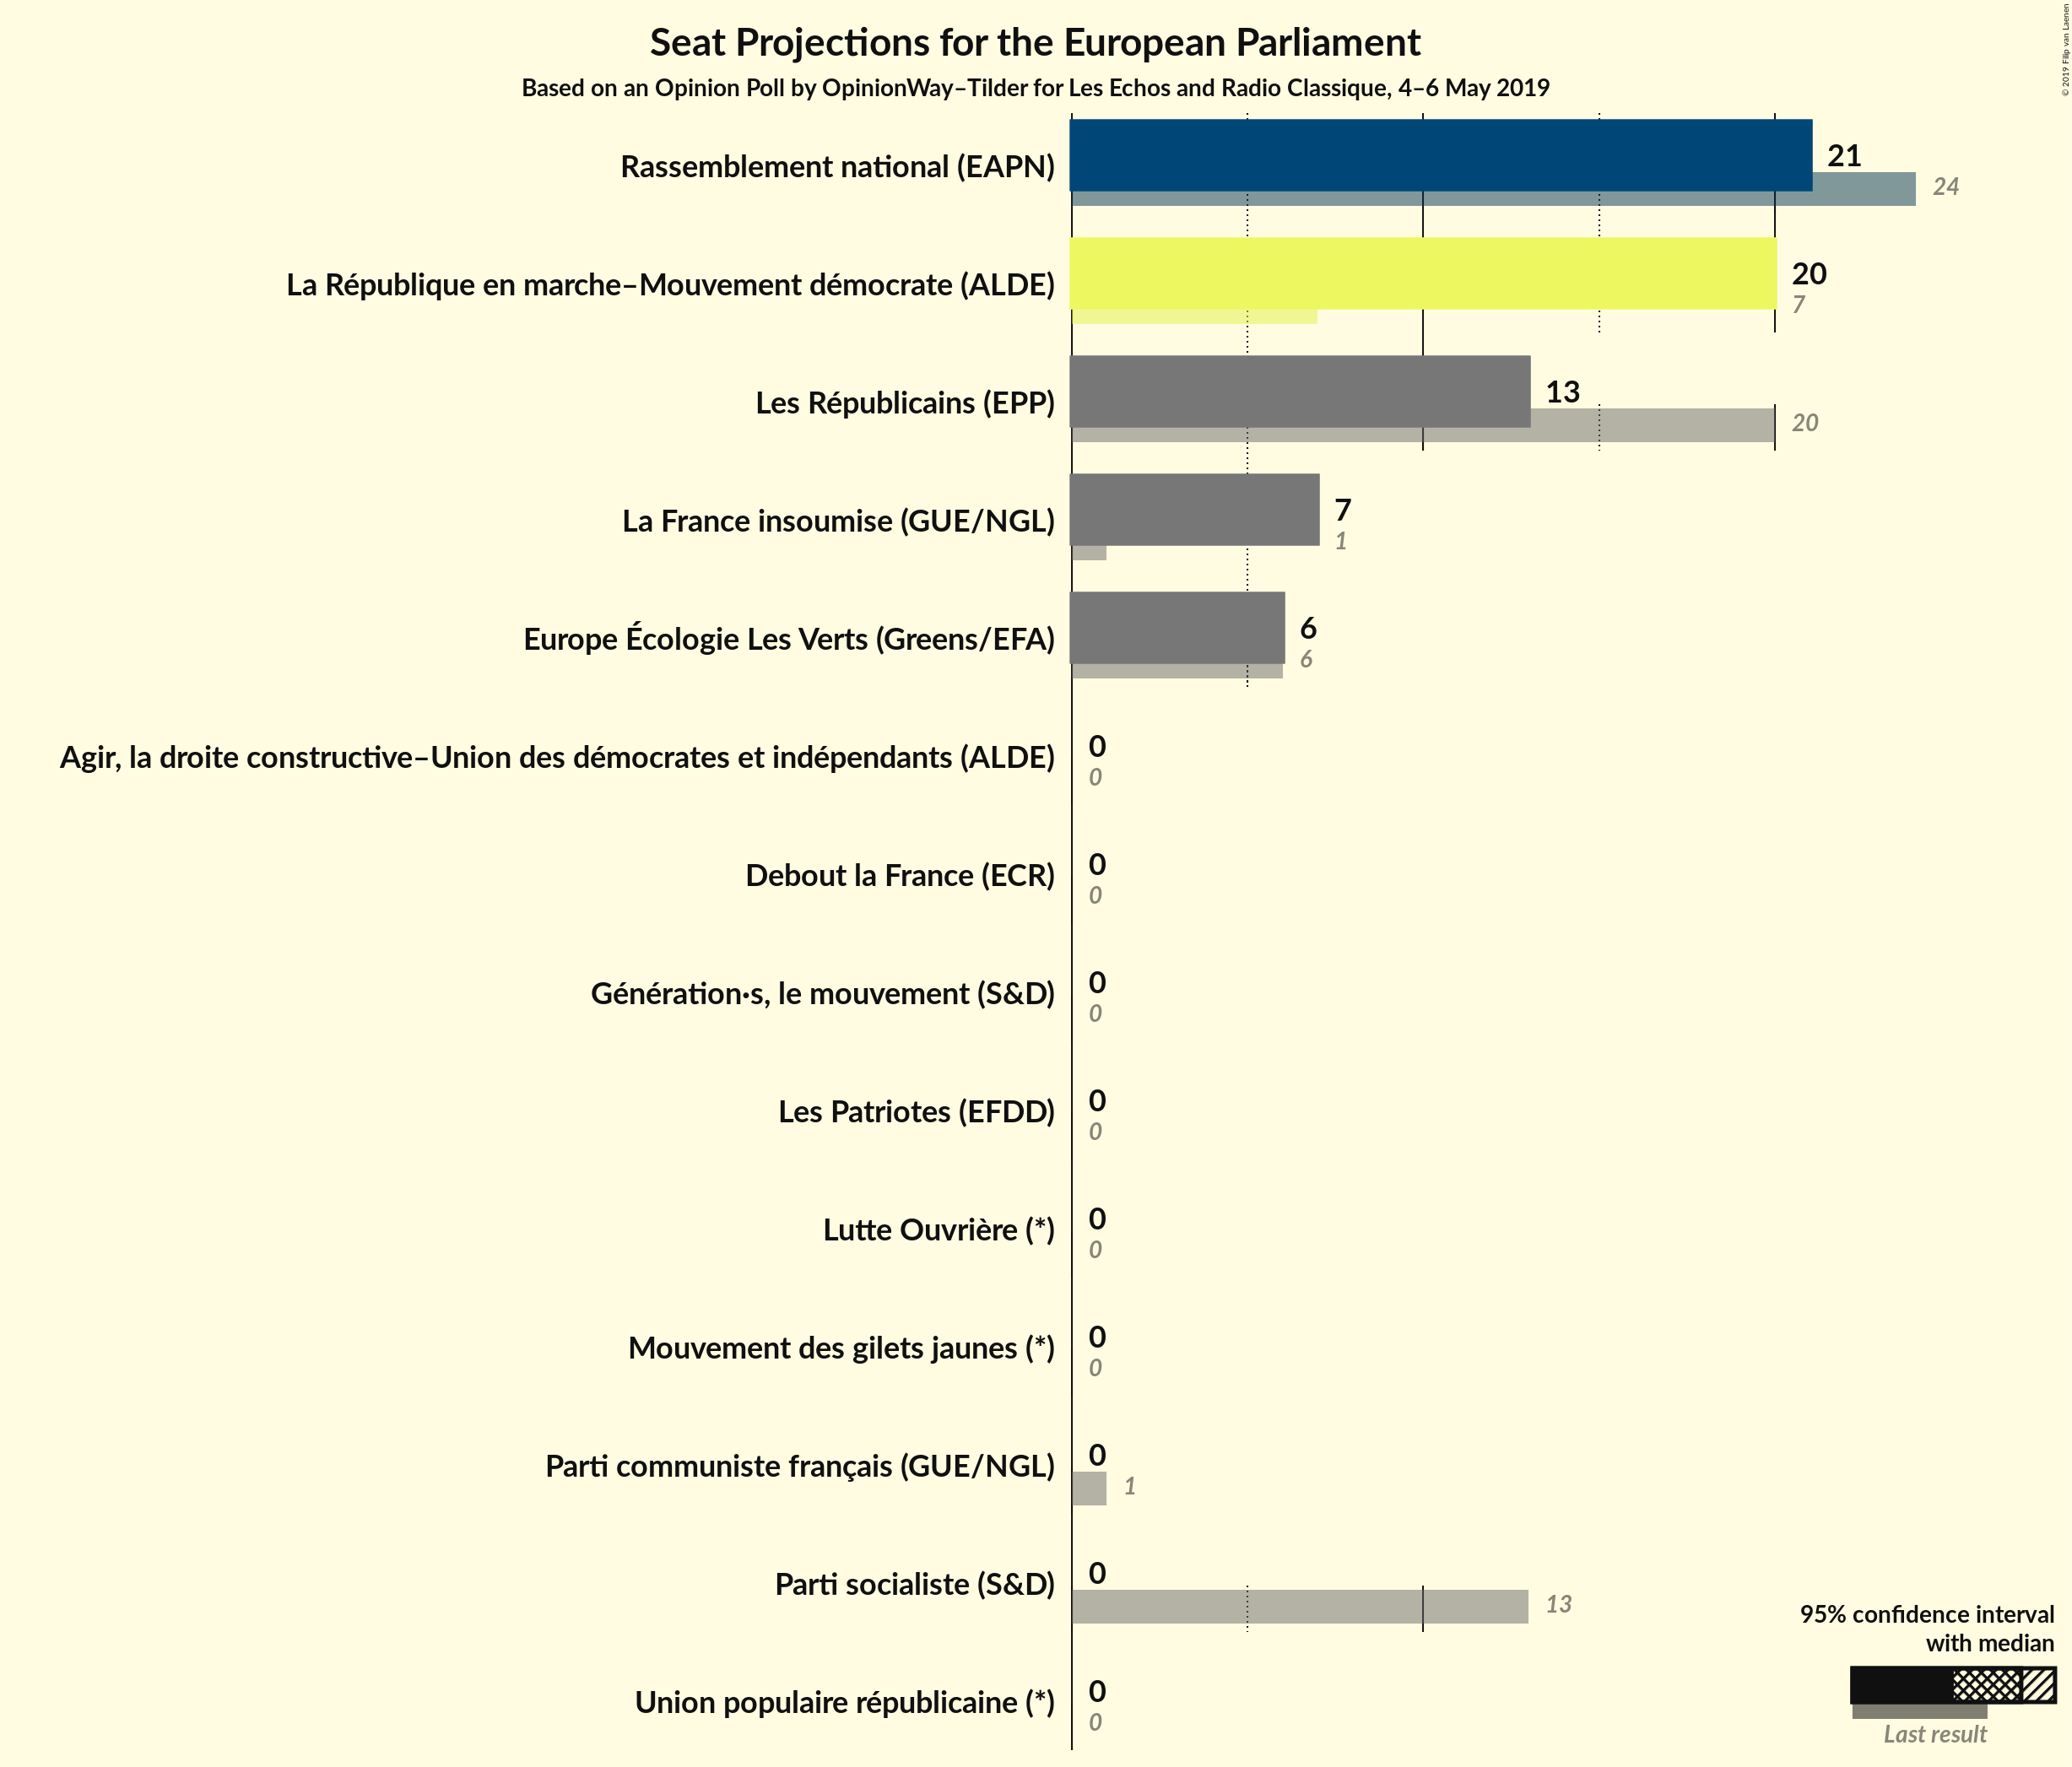 Seat Projections for the European Parliament
Based on an Opinion Poll by OpinionWay–Tilder for Les Echos and Radio Classique, 4–6 May 2019
© 2019 Filip van Laenen
Rassemblement national (EAPN)
21
24
La République en marche–Mouvement démocrate (ALDE)
20
7
Les Républicains (EPP)
13
20
La France insoumise (GUE/NGL)
7
1
Europe Écologie Les Verts (Greens/EFA)
6
6
Agir, la droite constructive–Union des démocrates et indépendants (ALDE)
0
0
Debout la France (ECR)
0
0
Génération·s, le mouvement (S&D)
0
0
Les Patriotes (EFDD)
0
0
Lutte Ouvrière (*)
0
0
Mouvement des gilets jaunes (*)
0
0
Parti communiste français (GUE/NGL)
0
1
Parti socialiste (S&D)
0
13
Union populaire républicaine (*)
0
0
95% confidence interval
with median
Last result